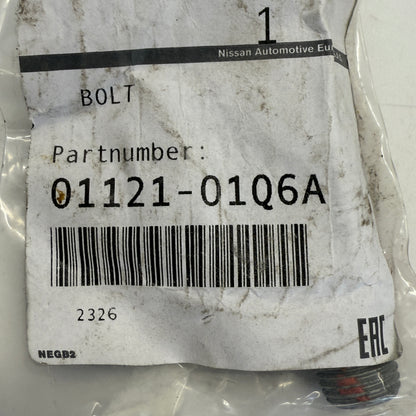 1
Nissan Automotive Eur
BOLT
Partnumber:
01121-01Q6A
2326
NEGB2
EAC